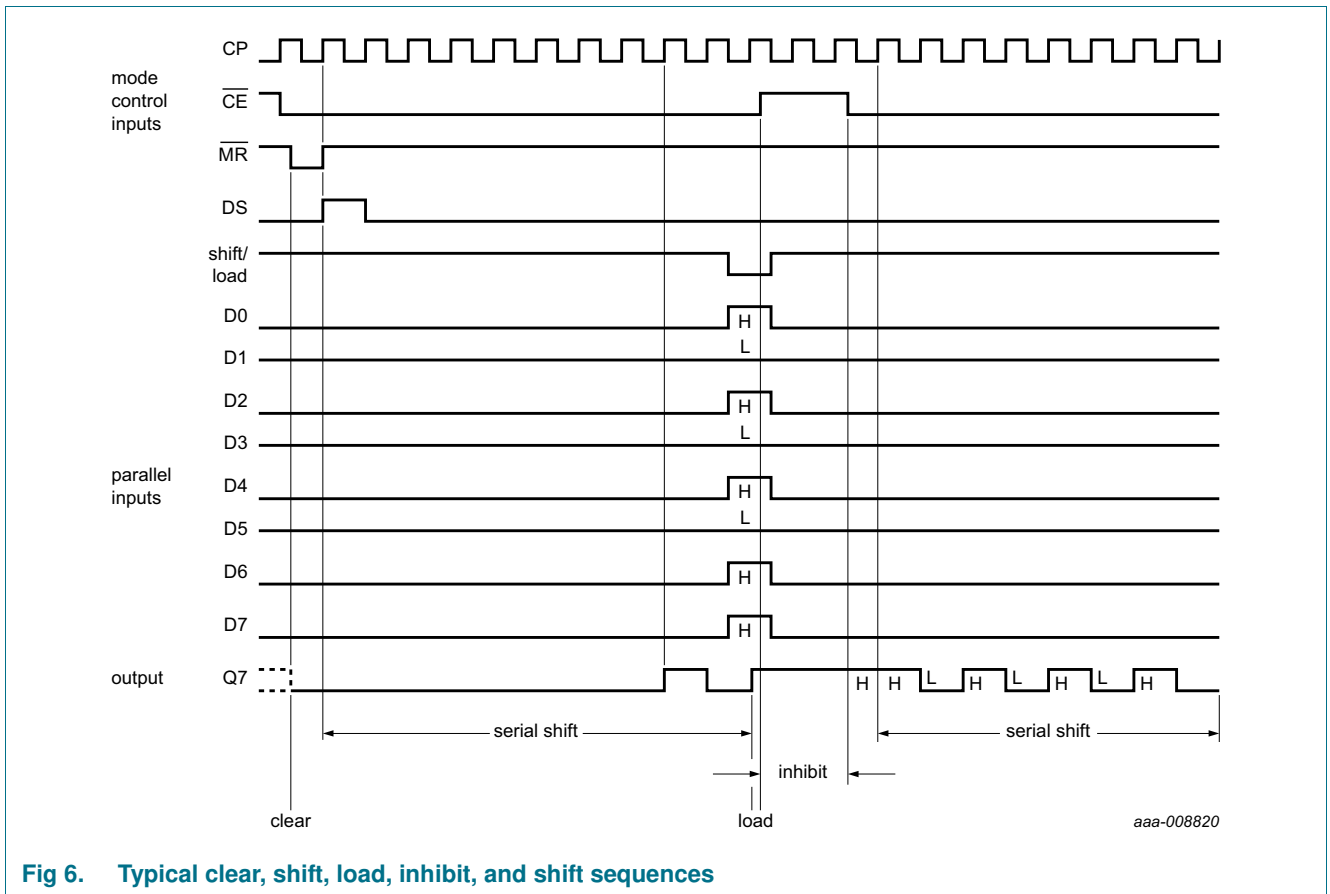 CP
mode
control
inputs
CE
MR
DS
shift/
load
D0
H
L
D1
D2
H
L
D3
parallel
inputs
D4
H
L
D5
D6
H
D7
H
output
Q7
H H L H L H L H
serial shift
serial shift
inhibit
clear
load
aaa-008820
Fig 6. Typical clear, shift, load, inhibit, and shift sequences